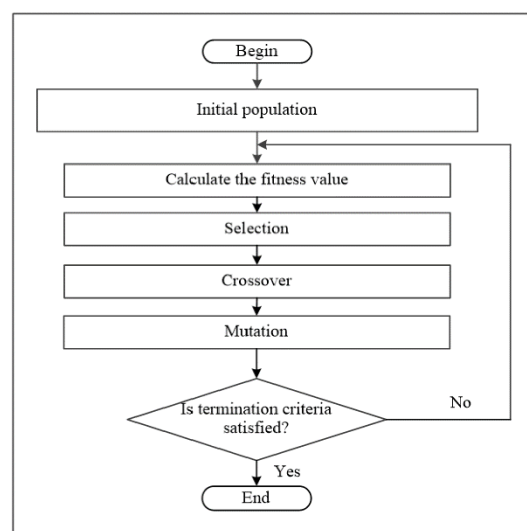 Begin
Initial population
Calculate the fitness value
Selection
Crossover
Mutation
Is termination criteria
satisfied?
No
Yes
End